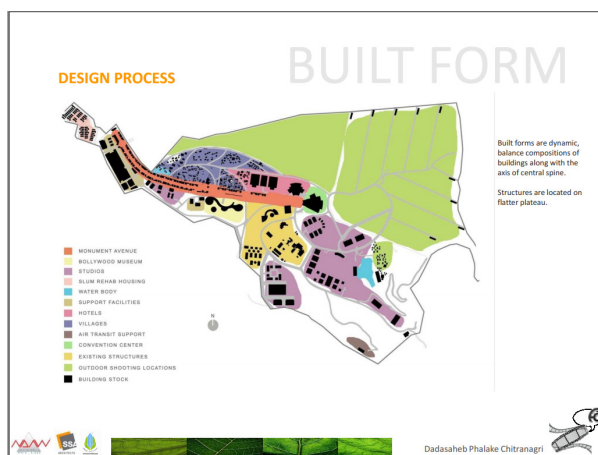 BUILT FORM
DESIGN PROCESS
Built forms are dynamic,
balance compositions of
buildings along with the
axis of central spine.
Structures are located on
flatter plateau.
MONUMENT AVENUE
BOLLYWOOD MUSEUM
STUDIOS
SLUM REHAB HOUSING
WATER BODY
SUPPORT FACILITIES
HOTELS
VILLAGES
AIR TRANSIT SUPPORT
CONVENTION CENTER
EXISTING STRUCTURES
OUTDOOR SHOOTING LOCATIONS
BUILDING STOCK
N
SSA
Dadasaheb Phalake Chitranagri